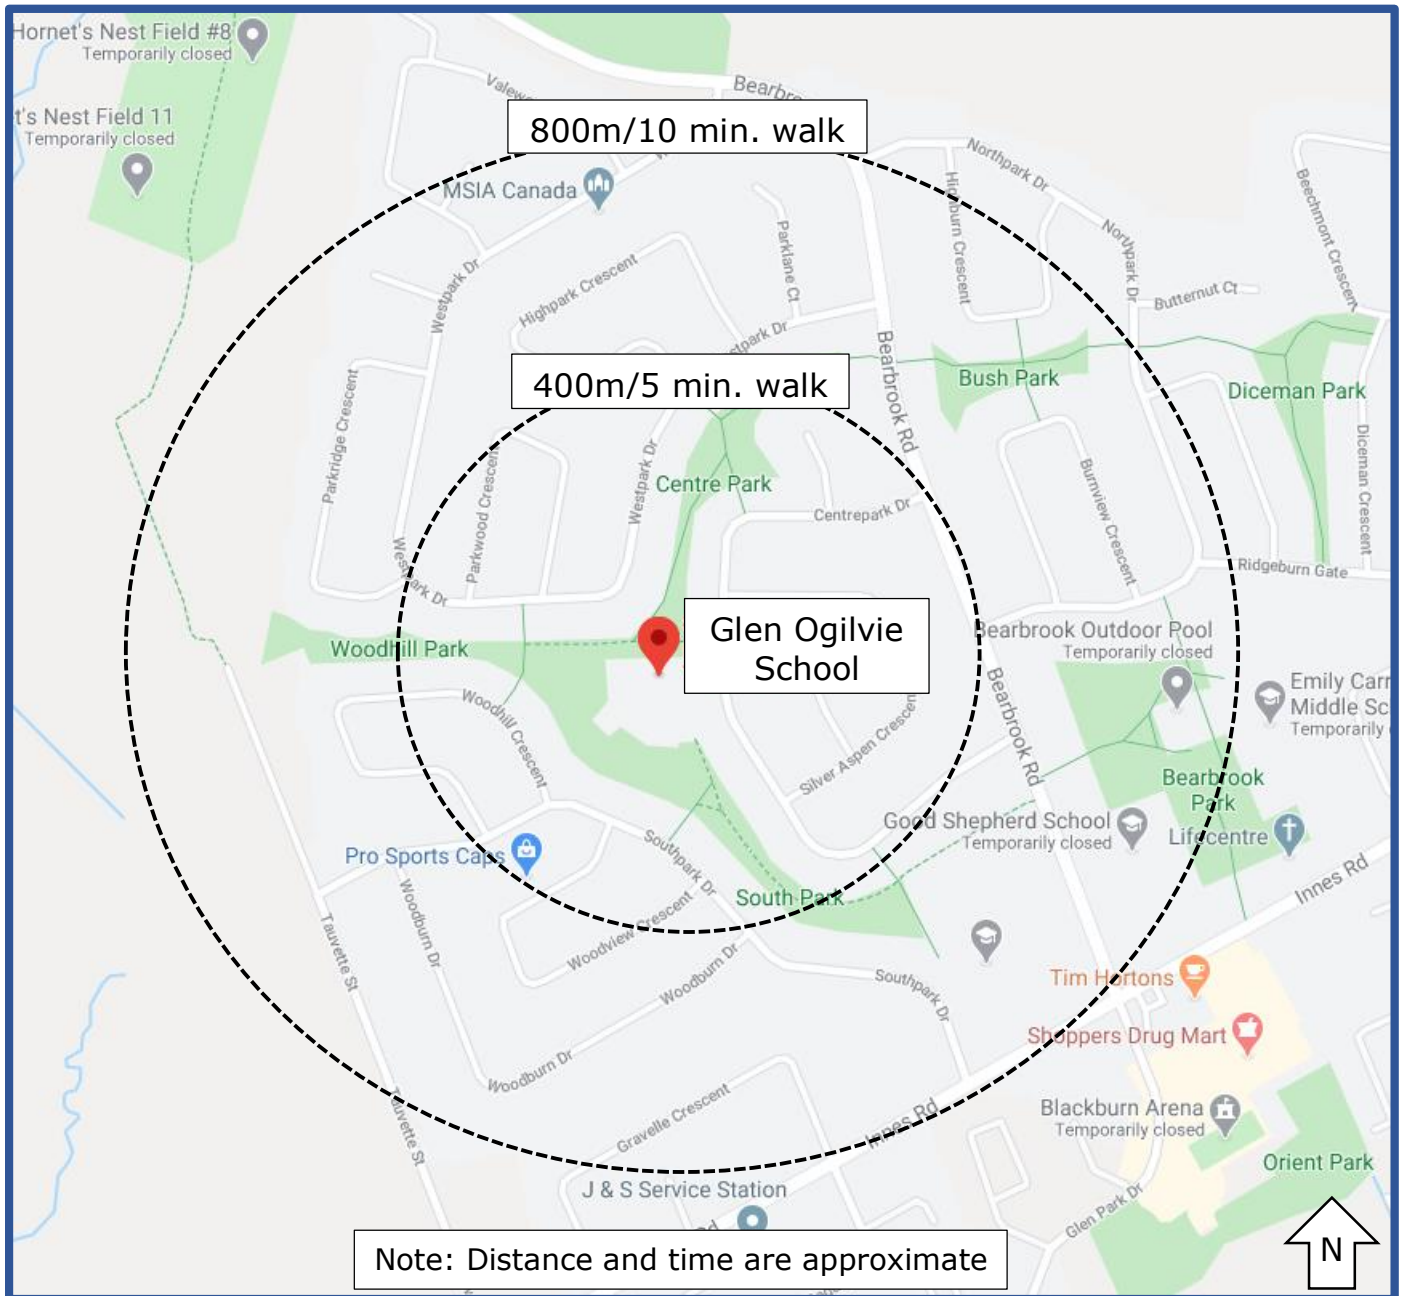 Hornet's Nest Field #8
Temporarily closed
t's Nest Field 11
Temporarily closed
Bearbro
800m/10 min. walk
MSIA Canada
Northpark Dr
Highburn Crescent
Beechmont Crescent
Parklane Ct
Northpark Dr
Highpark Crescent
Westpark Dr
Butternut Ct
stpark Dr
Bearbrook Rd
400m/5 min. walk
Bush Park
Diceman Park
Parkridge Crescent
Parkwood Crescent
Westpark Dr
Centre Park
Centrepark Dr
Burnview Crescent
Diceman Crescent
Westpark Dr
Ridgeburn Gate
Glen Ogilvie
School
Bearbrook Outdoor Pool
Temporarily closed
Woodhill Park
Woodhill Crescent
Bearbrook Rd
Silver Aspen Crescent
Emily Carr
Middle Sc
Temporarily
Bearbrook
Park
Good Shepherd School
Temporarily closed
Lifecentre
Pro Sports Caps
Southpark Dr
Innes Rd
South Park
Woodburn Dr
Woodview Crescent
Tauvette St
Woodburn Dr
Southpark Dr
Tim Hortons
Shoppers Drug Mart
Woodburn Dr
Gravelle Crescent
Innes Rd
Tauvette St
Blackburn Arena
Temporarily closed
Orient Park
J & S Service Station
Glen Park Dr
Note: Distance and time are approximate
N